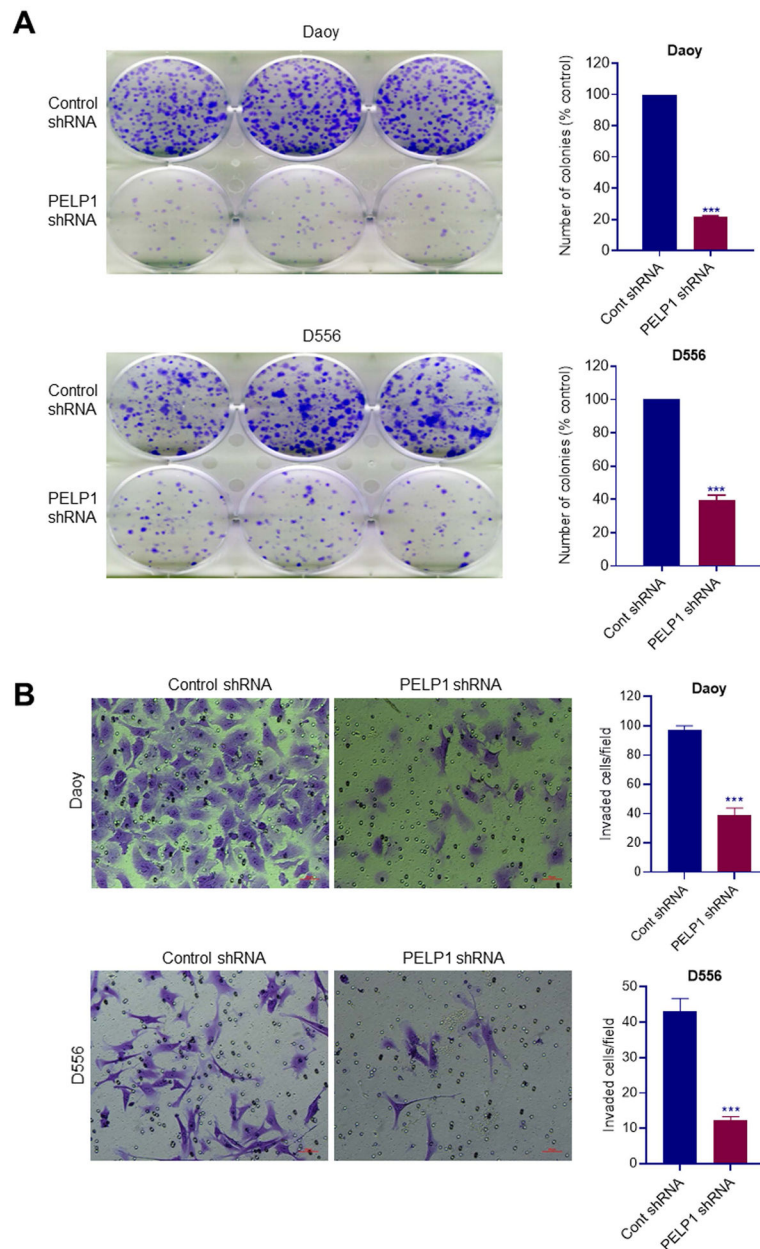 A
Daoy
Control
shRNA
PELP1
shRNA
Daoy
Number of colonies (% control)
120
100
80
60
40
20
0
***
Cont shRNA
PELP1 shRNA
D556
Control
shRNA
PELP1
shRNA
D556
Number of colonies (% control)
120
100
80
60
40
20
0
***
Cont shRNA
PELP1 shRNA
B
Control shRNA
PELP1 shRNA
Daoy
Daoy
Invaded cells/field
120
100
80
60
40
20
0
***
Cont shRNA
PELP1 shRNA
Control shRNA
PELP1 shRNA
D556
D556
Invaded cells/field
50
40
30
20
10
0
***
Cont shRNA
PELP1 shRNA